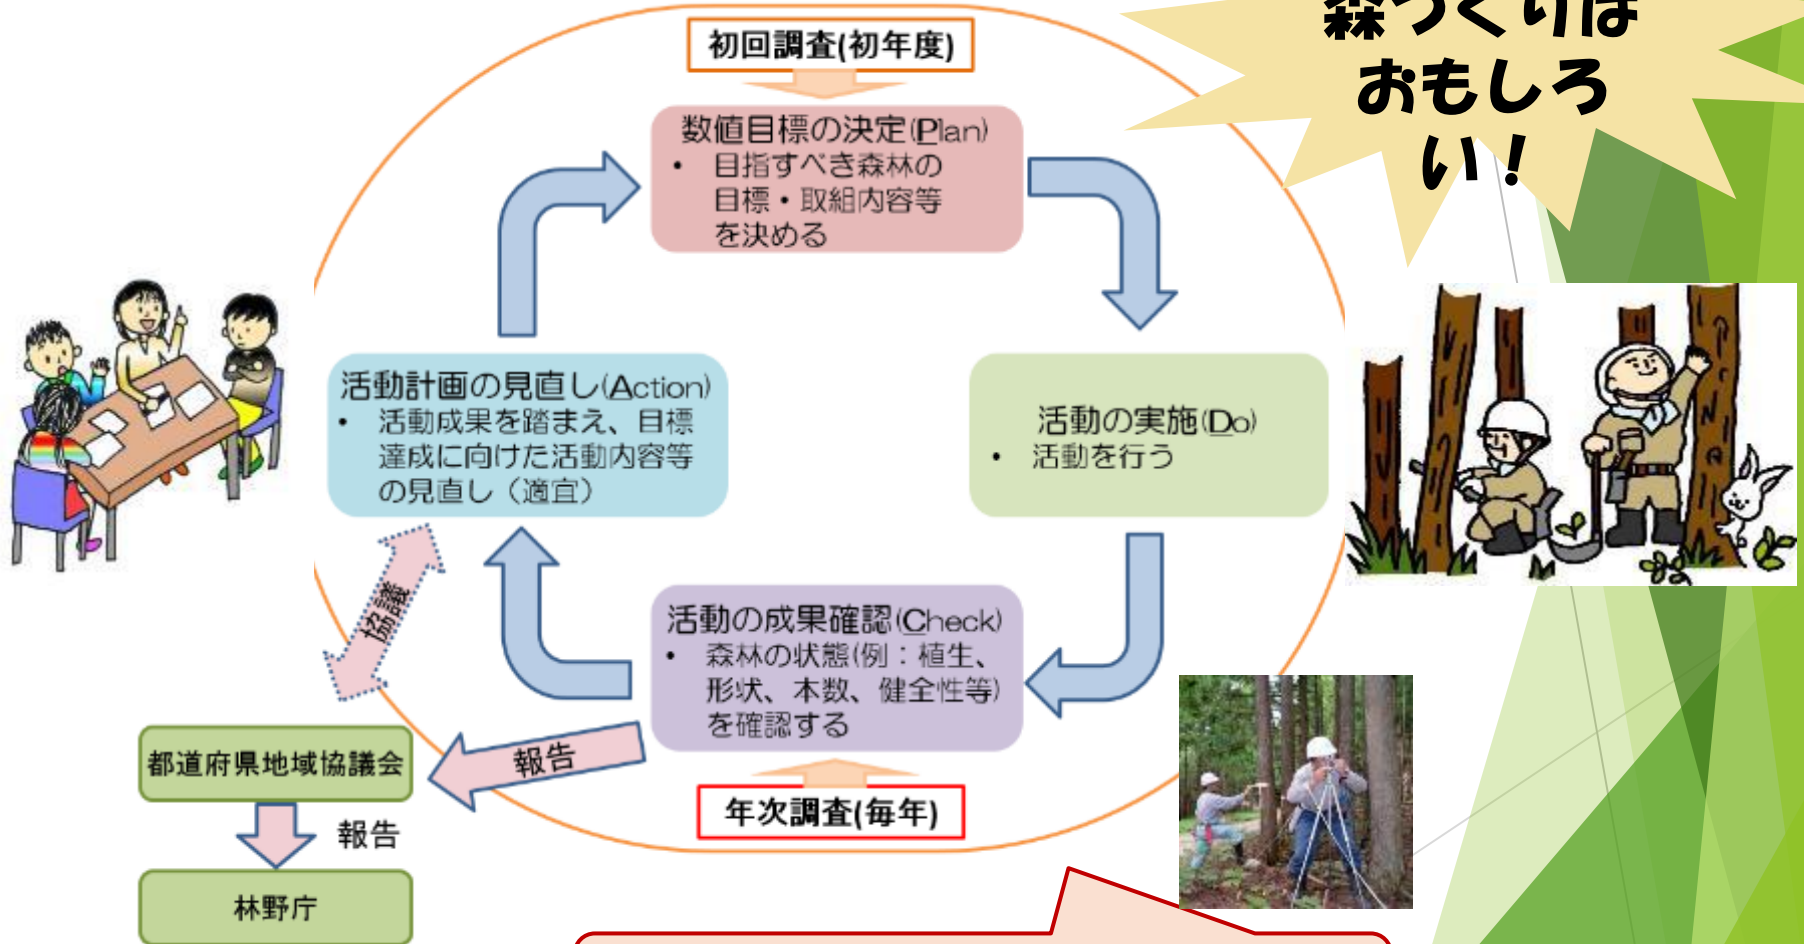 森づくりは
おもしろ
い！
初回調査(初年度)
数値目標の決定(Plan)
• 目指すべき森林の
目標・取組内容等
を決める
活動の実施(Do)
• 活動を行う
活動計画の見直し(Action)
• 活動成果を踏まえ、目標
達成に向けた活動内容等
の見直し（適宜）
活動の成果確認(Check)
• 森林の状態(例：植生、
形状、本数、健全性等)
を確認する
協議
報告
年次調査(毎年)
都道府県地域協議会
報告
林野庁